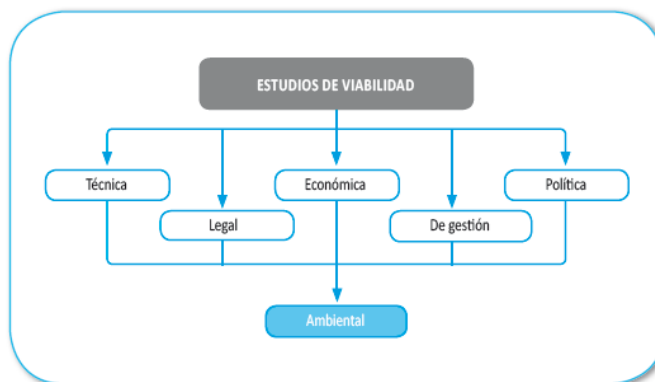 ESTUDIOS DE VIABILIDAD
Técnica
Económica
Política
Legal
De gestión
Ambiental